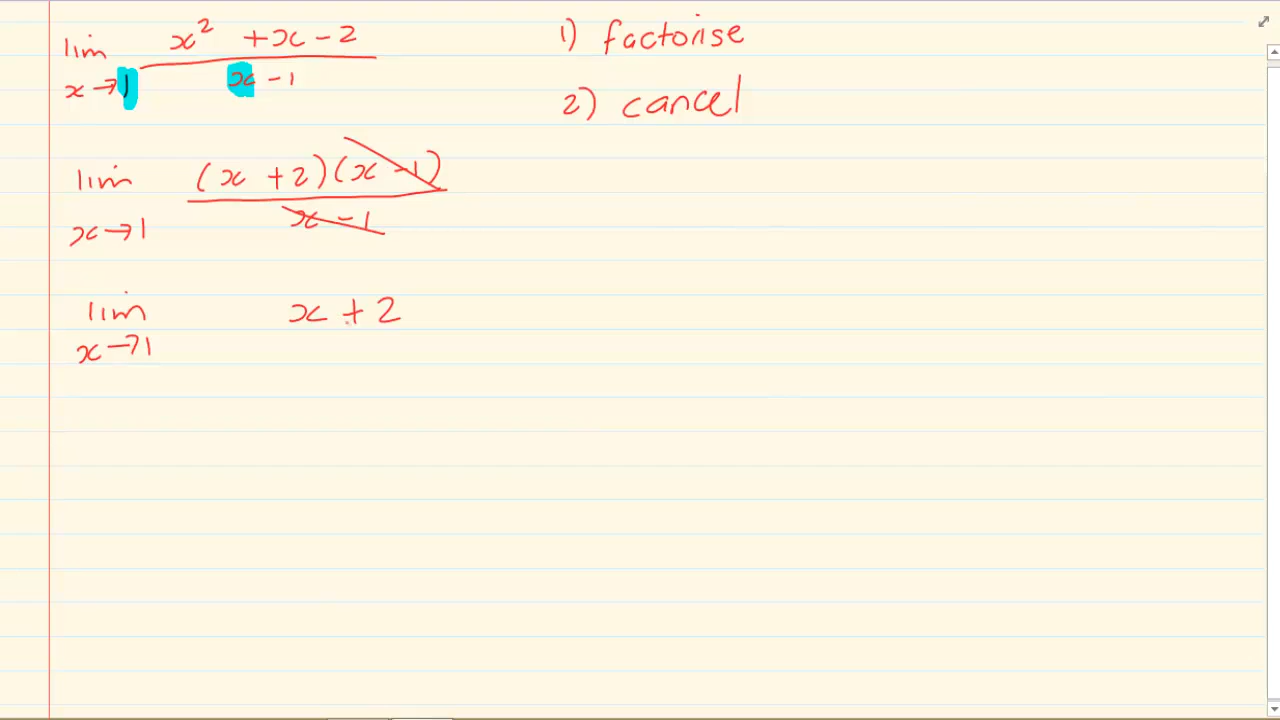 lim x→1 x² + x - 2 / x - 1
1) factorise
2) cancel
lim x→1 (x + 2)(x - 1) / x - 1
lim x→1 x + 2